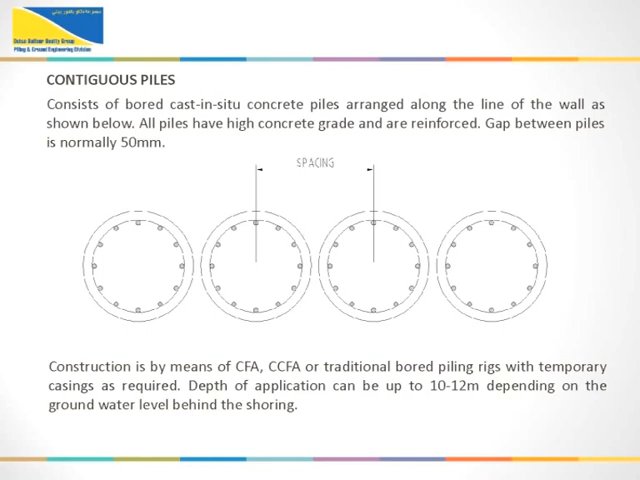 Dutco Balfour Beatty Group
Piling & Ground Engineering Division
CONTIGUOUS PILES
Consists of bored cast-in-situ concrete piles arranged along the line of the wall as
shown below. All piles have high concrete grade and are reinforced. Gap between piles
is normally 50mm.
SPACING
Construction is by means of CFA, CCFA or traditional bored piling rigs with temporary
casings as required. Depth of application can be up to 10-12m depending on the
ground water level behind the shoring.